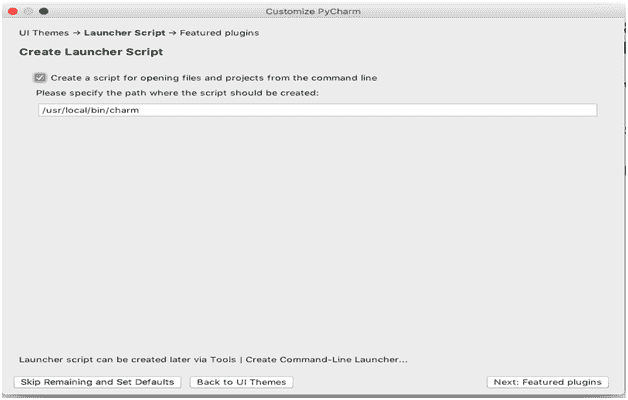 Customize PyCharm
UI Themes → Launcher Script → Featured plugins
Create Launcher Script
Create a script for opening files and projects from the command line
Please specify the path where the script should be created:
/usr/local/bin/charm
Launcher script can be created later via Tools | Create Command-Line Launcher...
Skip Remaining and Set Defaults
Back to UI Themes
Next: Featured plugins